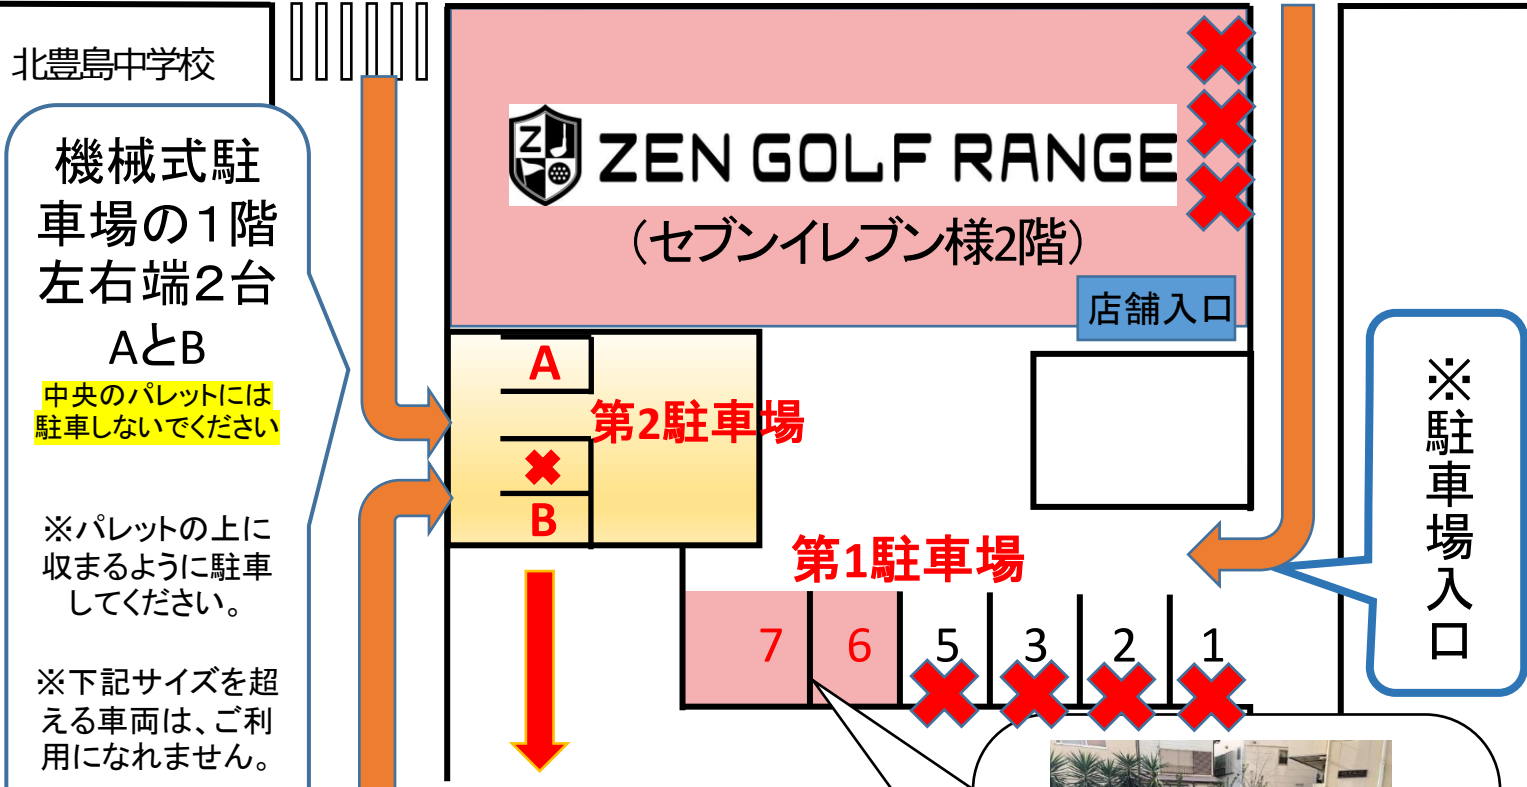 北豊島中学校
機械式駐
車場の1階
左右端2台
AとB
中央のパレットには
駐車しないでください
※パレットの上に
収まるように駐車
してください。
※下記サイズを超
える車両は、ご利
用になれません。
Z
ZEN GOLF RANGE
（セブンイレブン様2階）
店舗入口
A
第2駐車場
B
第1駐車場
7 6 5 3 2 1
※駐車場入口